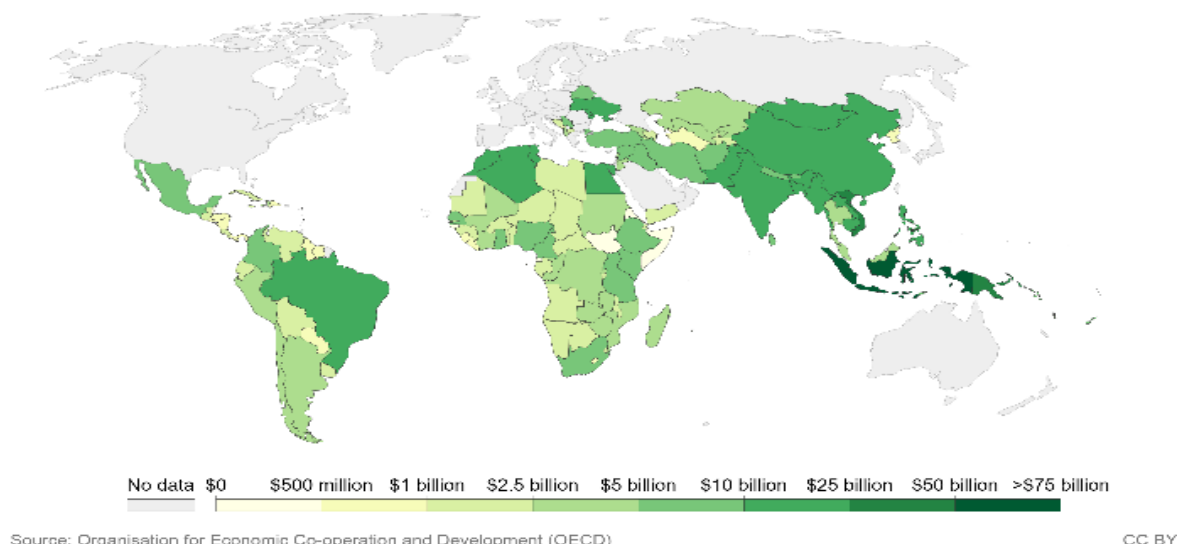 No data $0 $500 million $1 billion $2.5 billion $5 billion $10 billion $25 billion $50 billion >$75 billion
Source: Organisation for Economic Co-operation and Development (OECD) CC BY